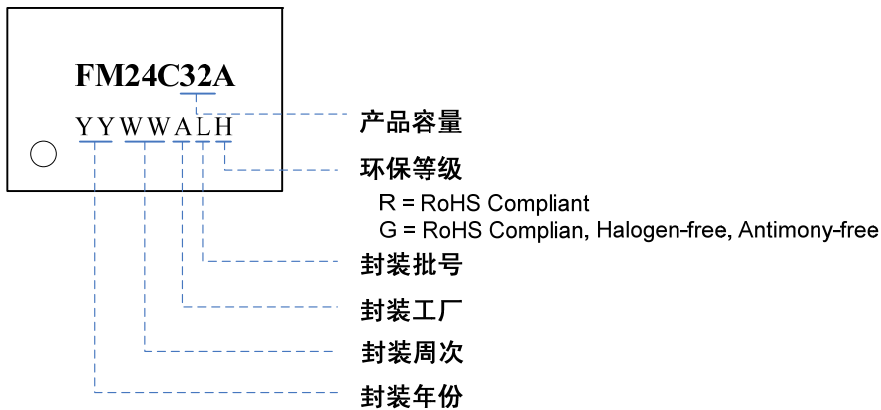 FM24C32A
YYWWALH
产品容量
环保等级
R = RoHS Compliant
G = RoHS Complian, Halogen-free, Antimony-free
封装批号
封装工厂
封装周次
封装年份